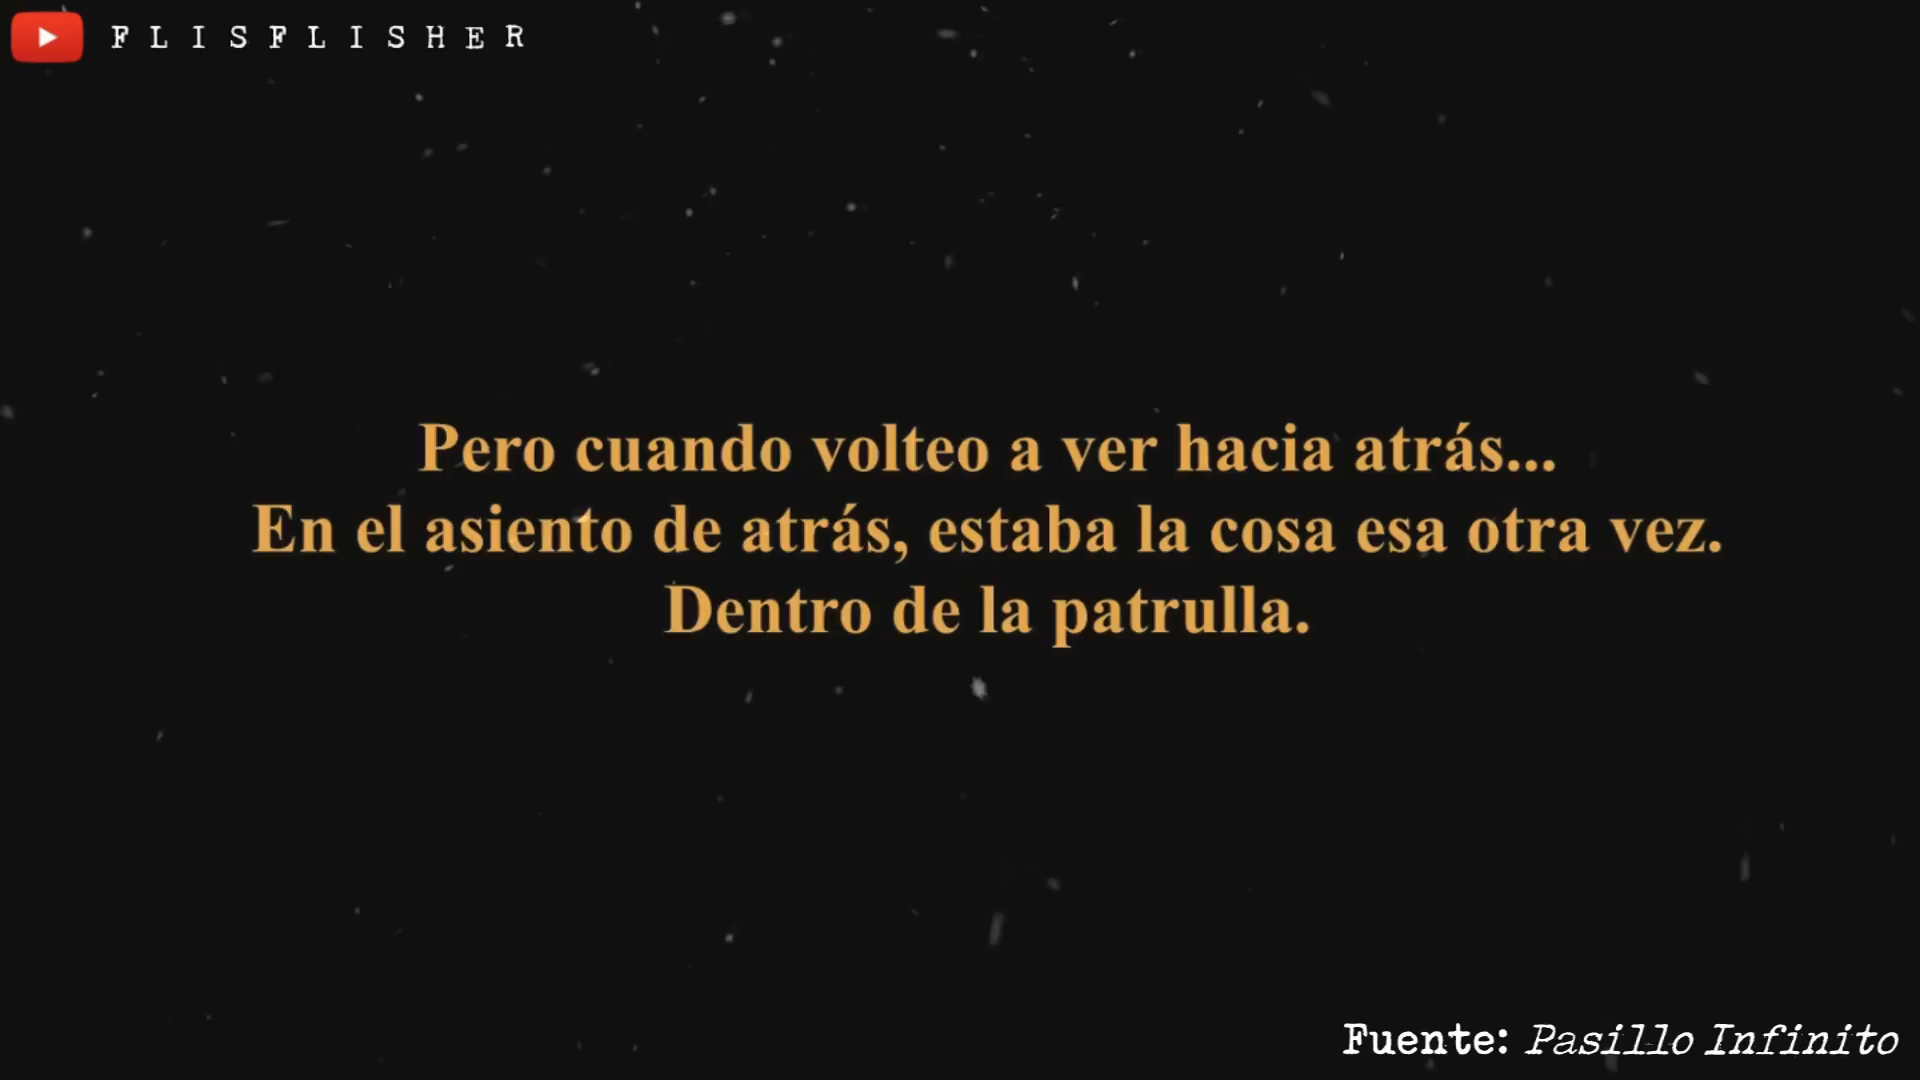 FLISFLISHER
Pero cuando volteo a ver hacia atrás...
En el asiento de atrás, estaba la cosa esa otra vez.
Dentro de la patrulla.
Fuente: Pasillo Infinito